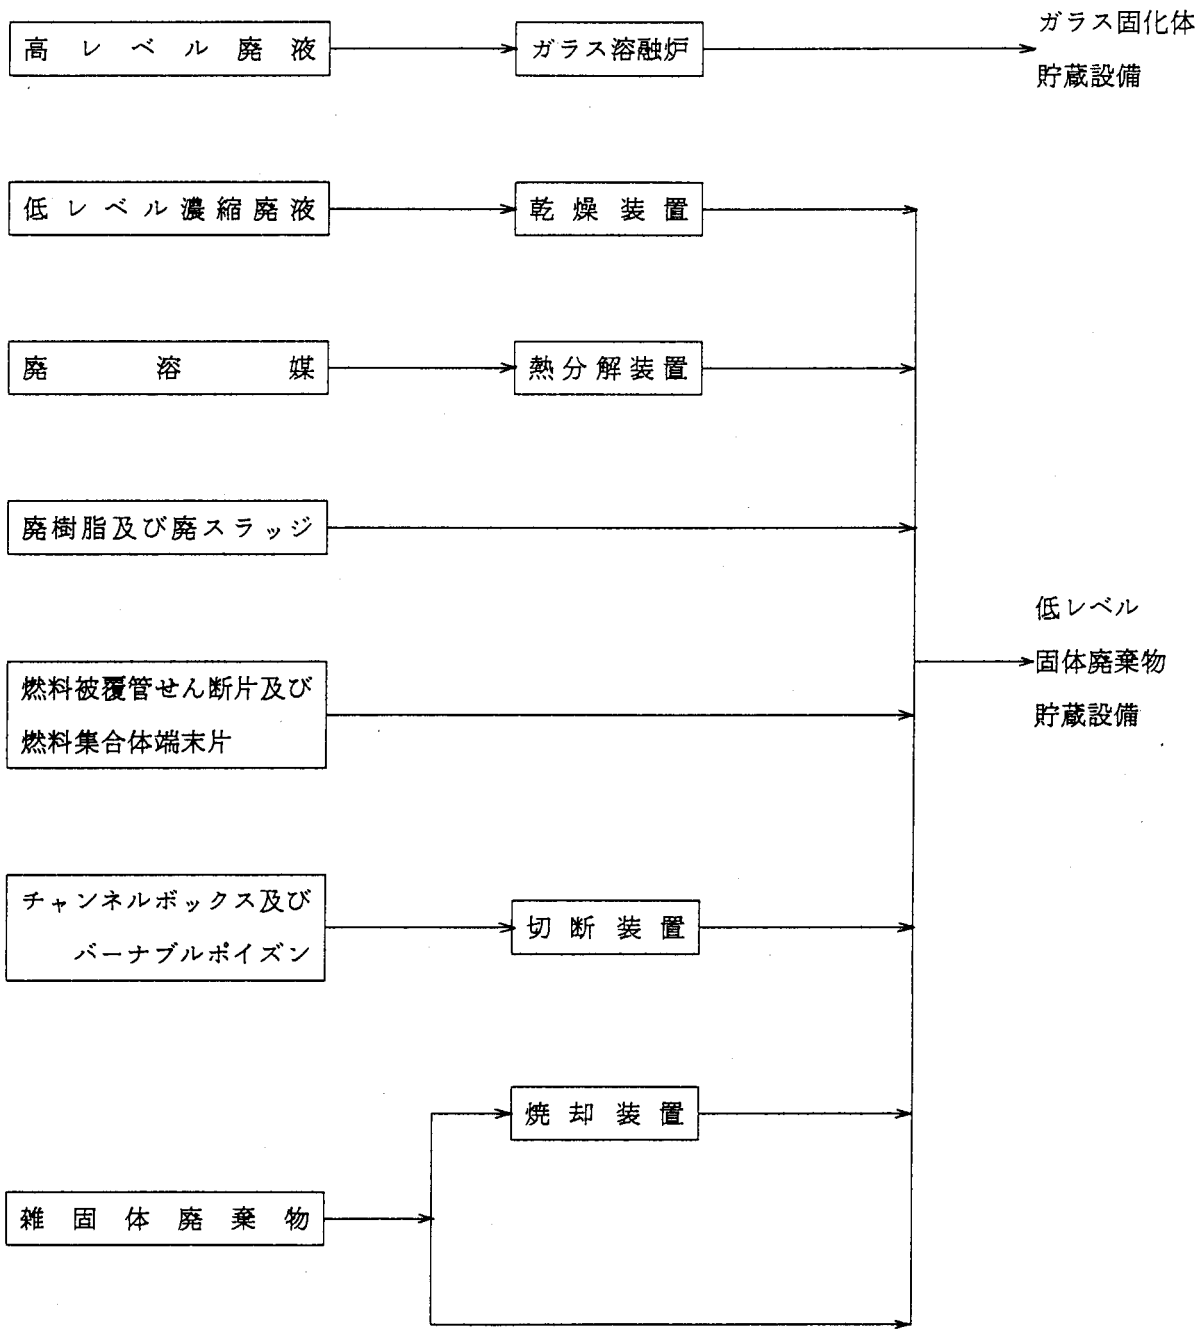 高レベル廃液
ガラス溶融炉
ガラス固化体
貯蔵設備
低レベル濃縮廃液
乾燥装置
廃溶媒
熱分解装置
廃樹脂及び廃スラッジ
燃料被覆管せん断片及び
燃料集合体端末片
低レベル
固体廃棄物
貯蔵設備
チャンネルボックス及び
バーナブルポイズン
切断装置
焼却装置
雑固体廃棄物